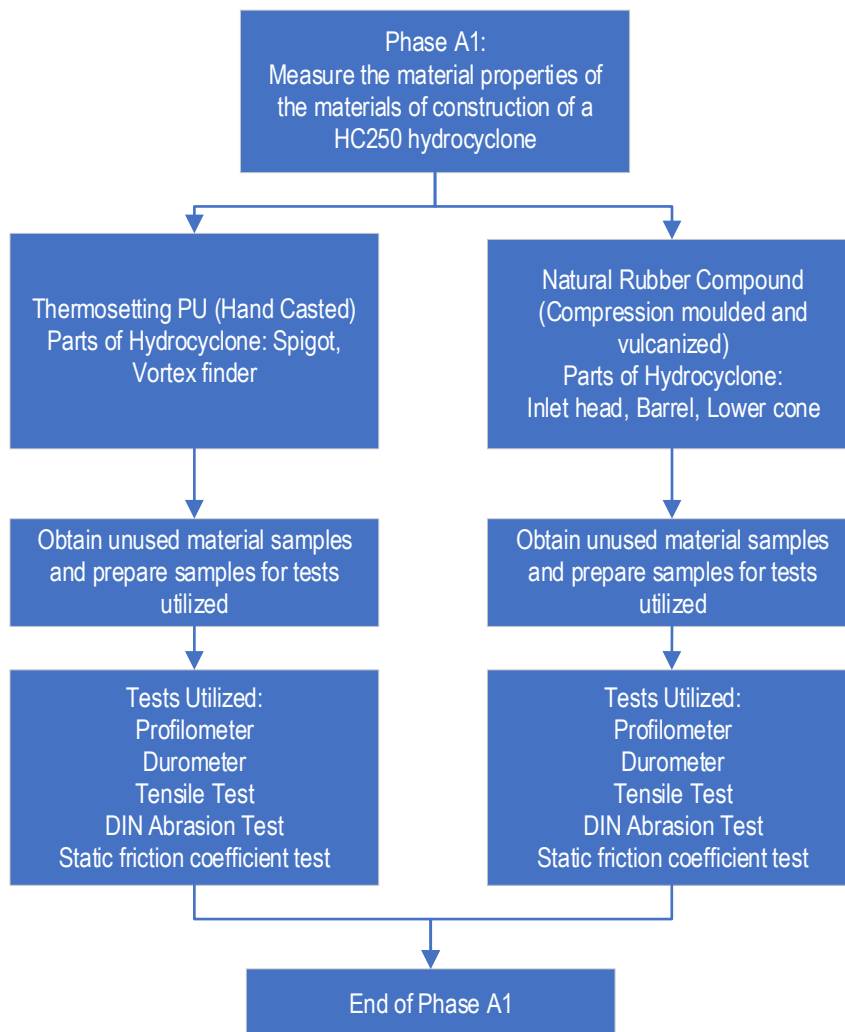 Phase A1:
Measure the material properties of
the materials of construction of a
HC250 hydrocyclone
Thermosetting PU (Hand Casted)
Parts of Hydrocyclone: Spigot,
Vortex finder
Natural Rubber Compound
(Compression moulded and
vulcanized)
Parts of Hydrocyclone:
Inlet head, Barrel, Lower cone
Obtain unused material samples
and prepare samples for tests
utilized
Obtain unused material samples
and prepare samples for tests
utilized
Tests Utilized:
Profilometer
Durometer
Tensile Test
DIN Abrasion Test
Static friction coefficient test
Tests Utilized:
Profilometer
Durometer
Tensile Test
DIN Abrasion Test
Static friction coefficient test
End of Phase A1